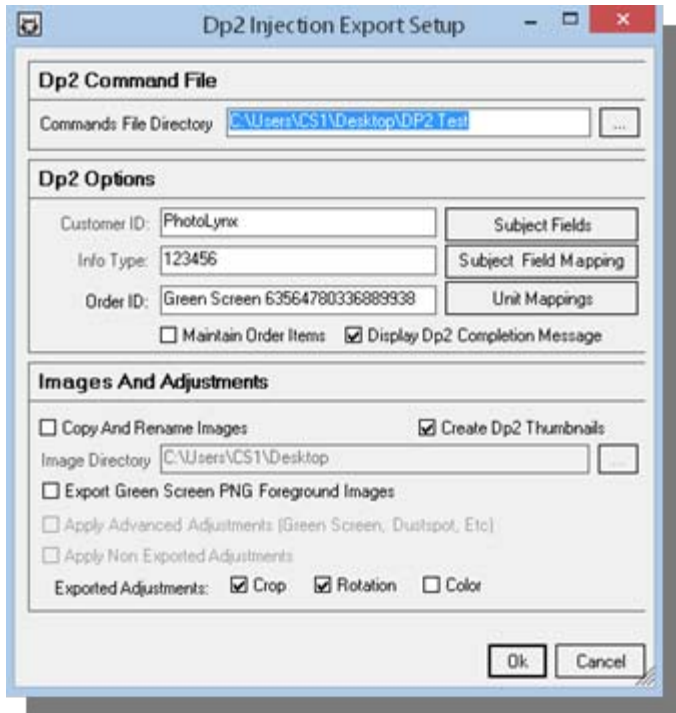 Dp2 Injection Export Setup
Dp2 Command File
Commands File Directory C:\Users\CS1\Desktop\DP2 Test ...
Dp2 Options
Customer ID: PhotoLynx Subject Fields
Info Type: 123456 Subject Field Mapping
Order ID: Green Screen 63564780336889938 Unit Mappings
Maintain Order Items Display Dp2 Completion Message
Images And Adjustments
Copy And Rename Images Create Dp2 Thumbnails
Image Directory C:\Users\CS1\Desktop ...
Export Green Screen PNG Foreground Images
Apply Advanced Adjustments (Green Screen, Dustspot, Etc)
Apply Non Exported Adjustments
Exported Adjustments: Crop Rotation Color
Ok Cancel